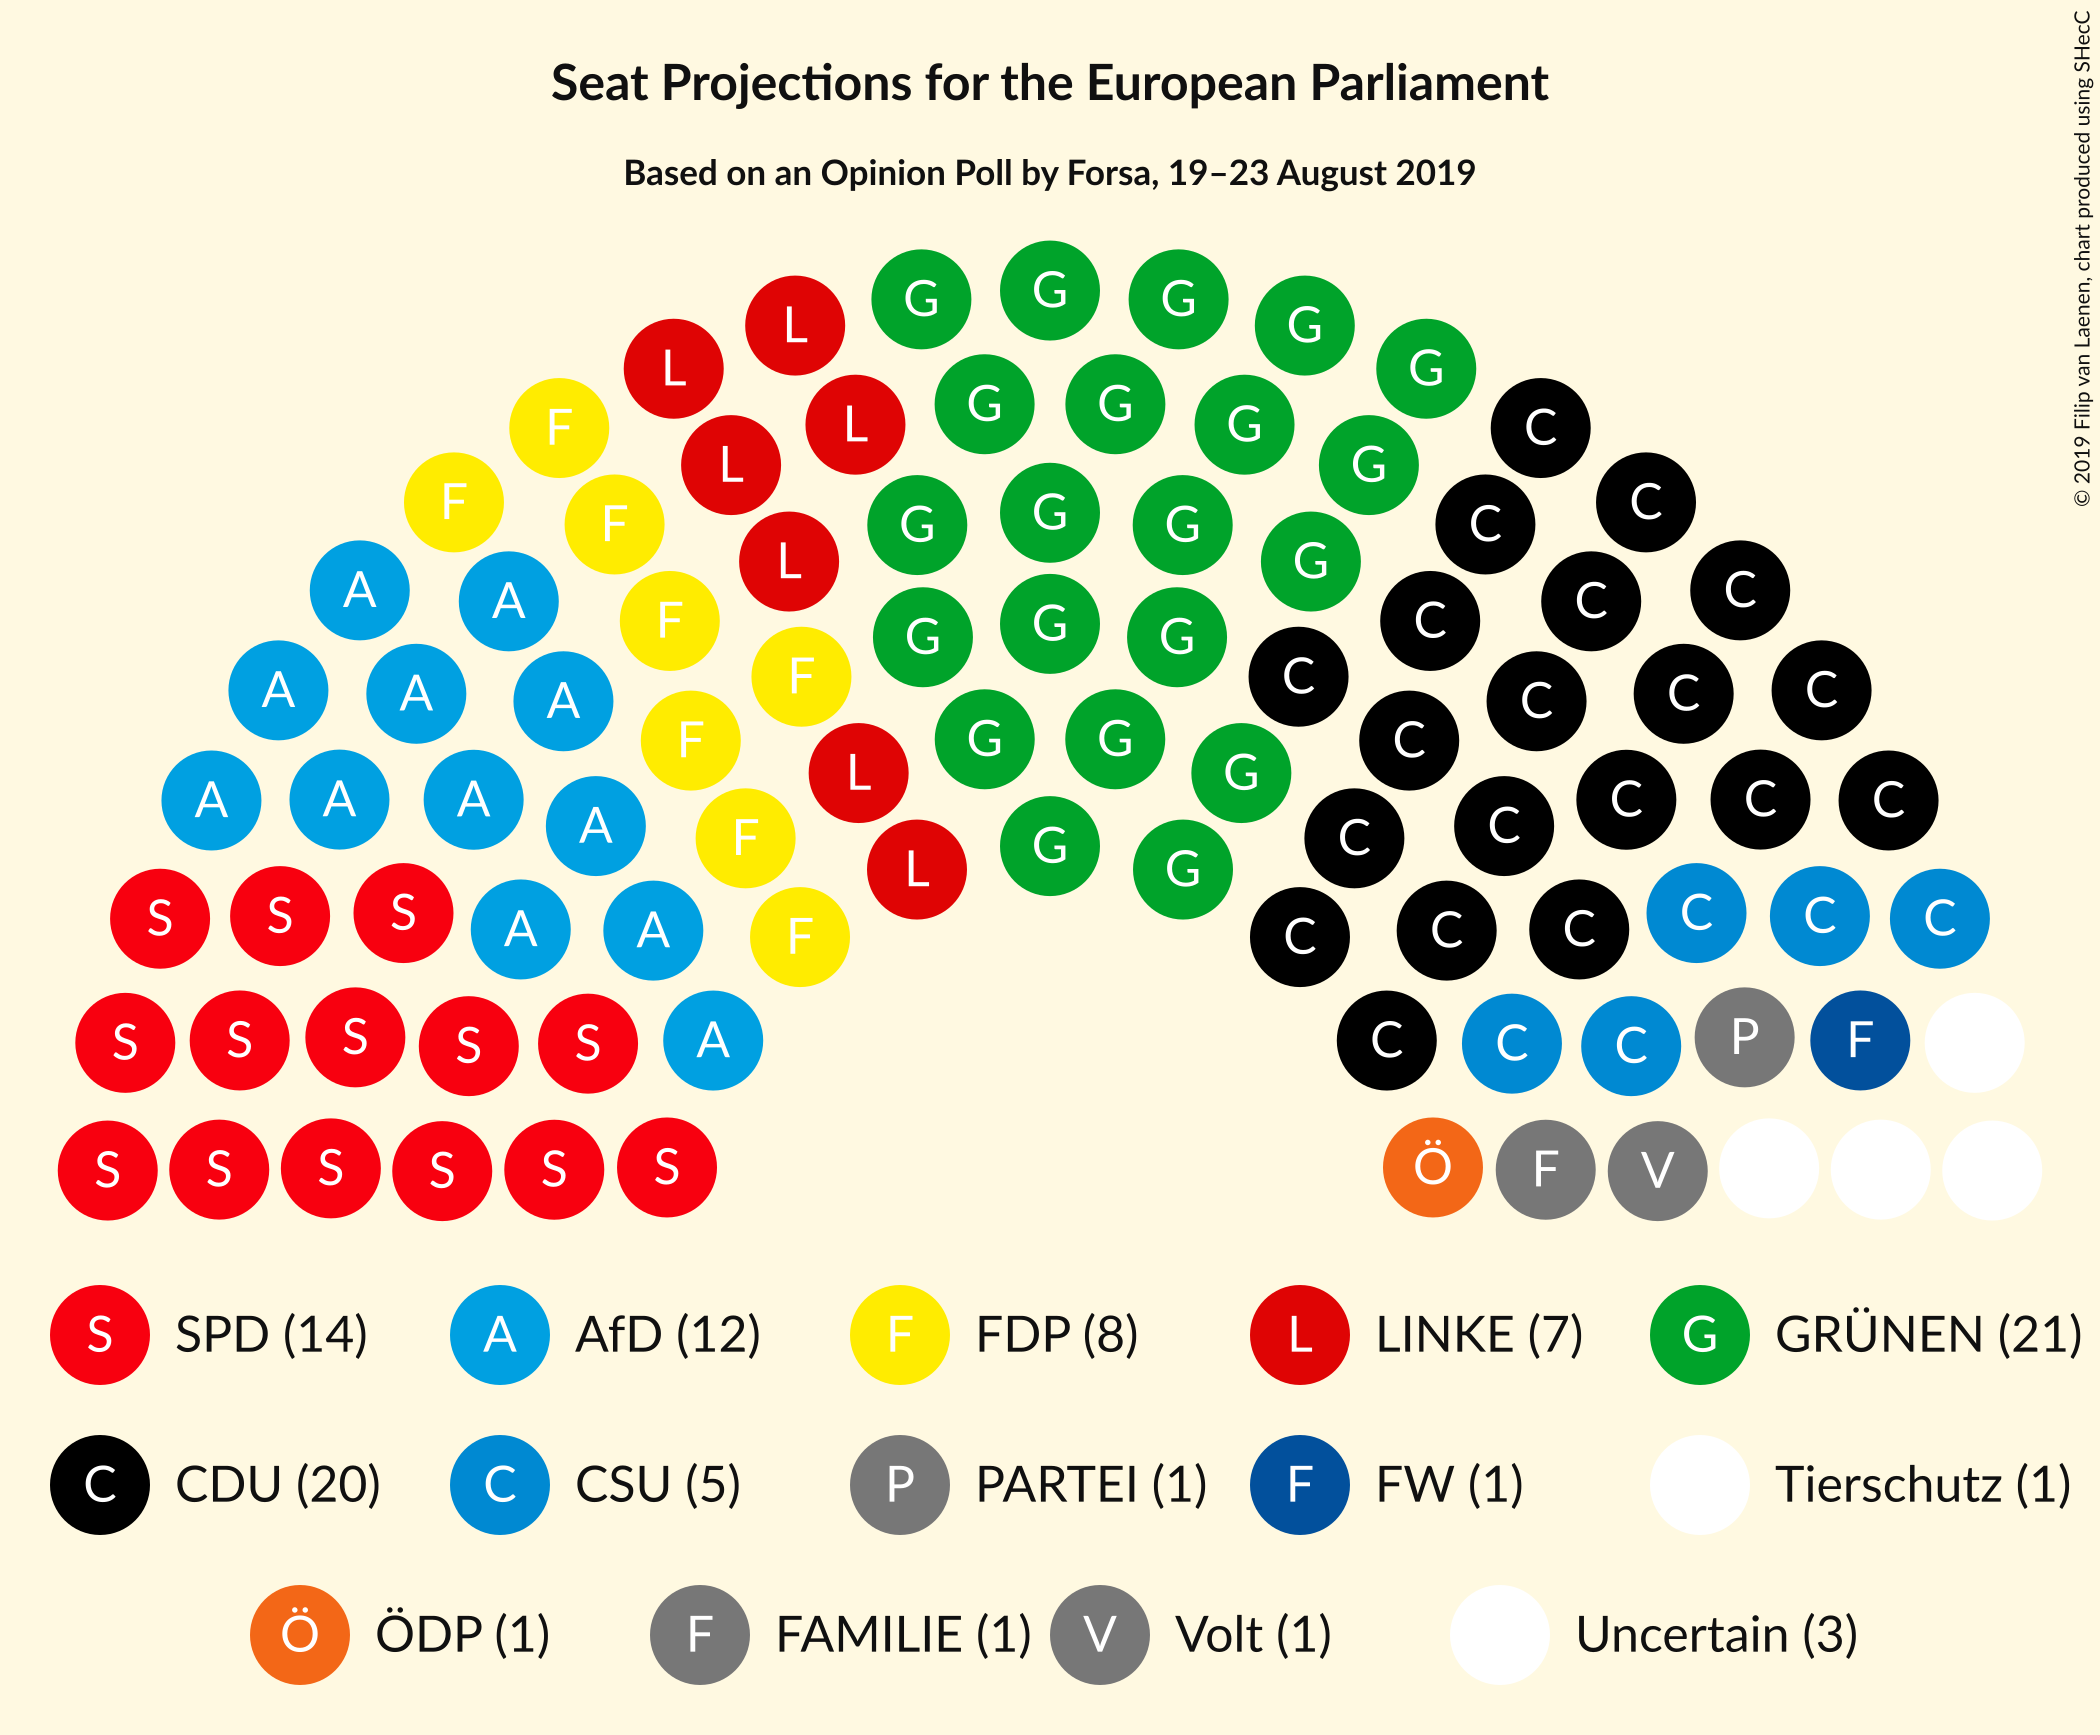 © 2019 Filip van Laenen, chart produced using SHecC
Seat Projections for the European Parliament
Based on an Opinion Poll by Forsa, 19–23 August 2019
L G G G G
L G
F L G G G C
L G
F F G G G C C
L G
A A F G G G C C C
A A A F C C C C
F L G G G C
A A A A F G C C C C C
S S S A A F L G C C C C C C
S S S S S A C C C P F
S S S S S S Ö F V
S SPD (14) A AfD (12) F FDP (8) L LINKE (7) G GRÜNEN (21)
C CDU (20) C CSU (5) P PARTEI (1) F FW (1) Tierschutz (1)
Ö ÖDP (1) F FAMILIE (1) V Volt (1) Uncertain (3)